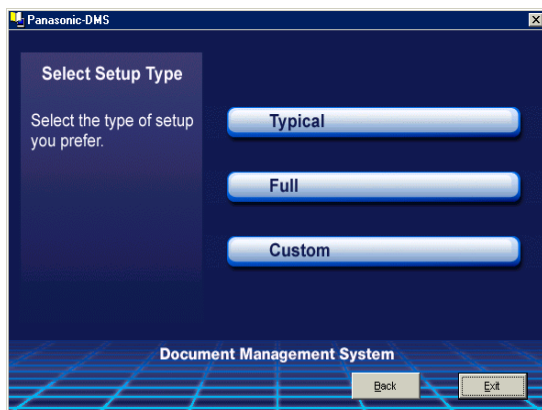 Panasonic-DMS
Select Setup Type
Select the type of setup
you prefer.
Typical
Full
Custom
Document Management System
Back
Exit